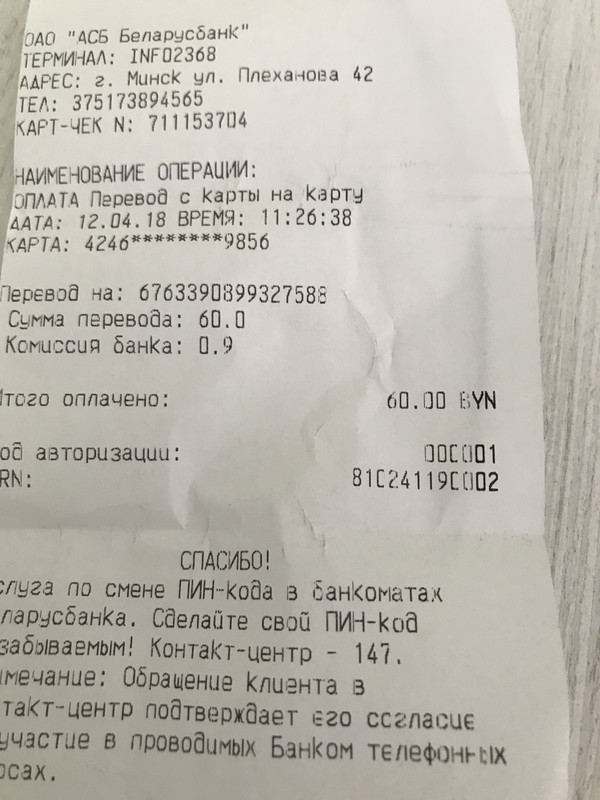 ОАО "АСБ Беларусбанк"
ТЕРМИНАЛ: INF02368
АДРЕС: г. Минск ул. Плеханова 42
ТЕЛ: 375173894565
КАРТ-ЧЕК N: 711153704
НАИМЕНОВАНИЕ ОПЕРАЦИИ:
ОПЛАТА Перевод с карты на карту
ДАТА: 12.04.18 ВРЕМЯ: 11:26:38
КАРТА: 4246********9856
Перевод на: 6763390899327588
Сумма перевода: 60.0
Комиссия банка: 0.9
Итого оплачено: 60.00 BYN
од авторизации: 00C001
RN: 81C24119C002
СПАСИБО!
слуга по смене ПИН-кода в банкоматах
ларусбанка. Сделайте свой ПИН-код
забываемым! Контакт-центр - 147.
мечание: Обращение клиента в
такт-центр подтверждает его согласие
участие в проводимых Банком телефонных
осах.